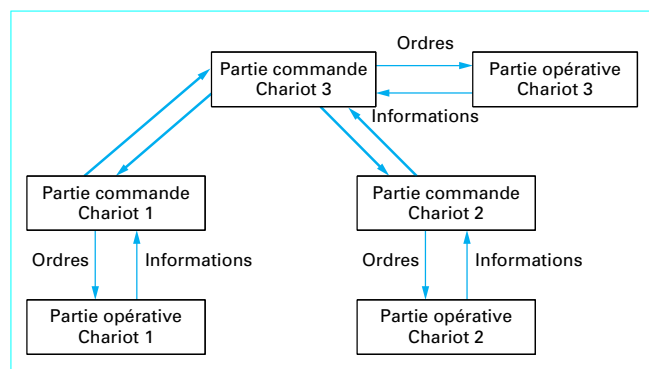 Ordres
Partie commande
Chariot 3
Partie opérative
Chariot 3
Informations
Partie commande
Chariot 1
Partie commande
Chariot 2
Ordres
Informations
Ordres
Informations
Partie opérative
Chariot 1
Partie opérative
Chariot 2